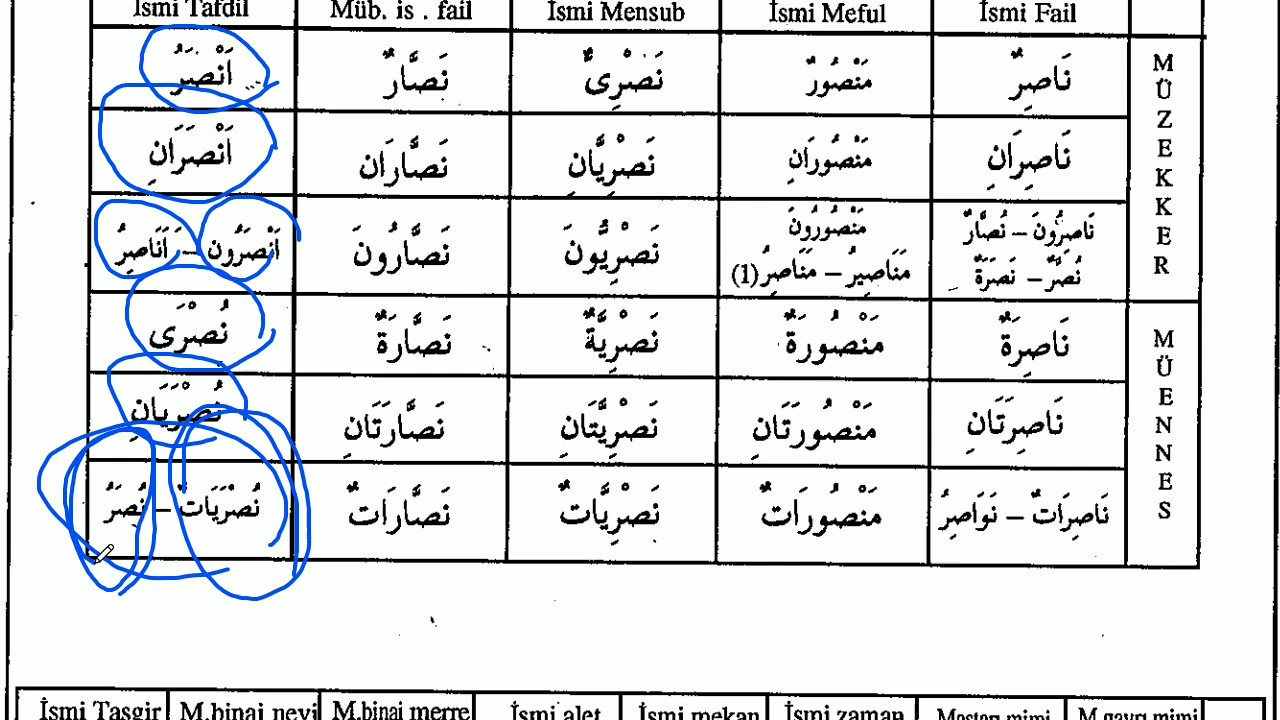 İsmi Tafdil Müb. is . fail İsmi Mensub İsmi Meful İsmi Fail
اَنْصَرُ نَصَّارٌ نَصْرِىٌّ مَنْصُورٌ نَاصِرٌ
اَنْصَرَانِ نَصَّارَانِ نَصْرِيَّانِ مَنْصُورَانِ نَاصِرَانِ
اَنْصَرُونَ – اَنَاصِرُ نَصَّارُونَ نَصْرِيُّونَ مَنْصُورُونَ نَاصِرُونَ – نُصَّارٌ
مَنَاصِيرُ – مَنَاصِرُ(1) نُصَّرٌ – نَصَرَةٌ
MÜZEKKER
نُصْرَى نَصَّارَةٌ نَصْرِيَّةٌ مَنْصُورَةٌ نَاصِرَةٌ
نُصْرَيَانِ نَصَّارَتَانِ نَصْرِيَّتَانِ مَنْصُورَتَانِ نَاصِرَتَانِ
نُصْرَيَاتٌ – نُصَرُ نَصَّارَاتٌ نَصْرِيَّاتٌ مَنْصُورَاتٌ نَاصِرَاتٌ – نَوَاصِرُ
MÜENNES
İsmi Tasgir M.binai nevi M.binai merre İsmi alet İsmi mekan İsmi zaman Mastarı mimi M.gayrı mimi